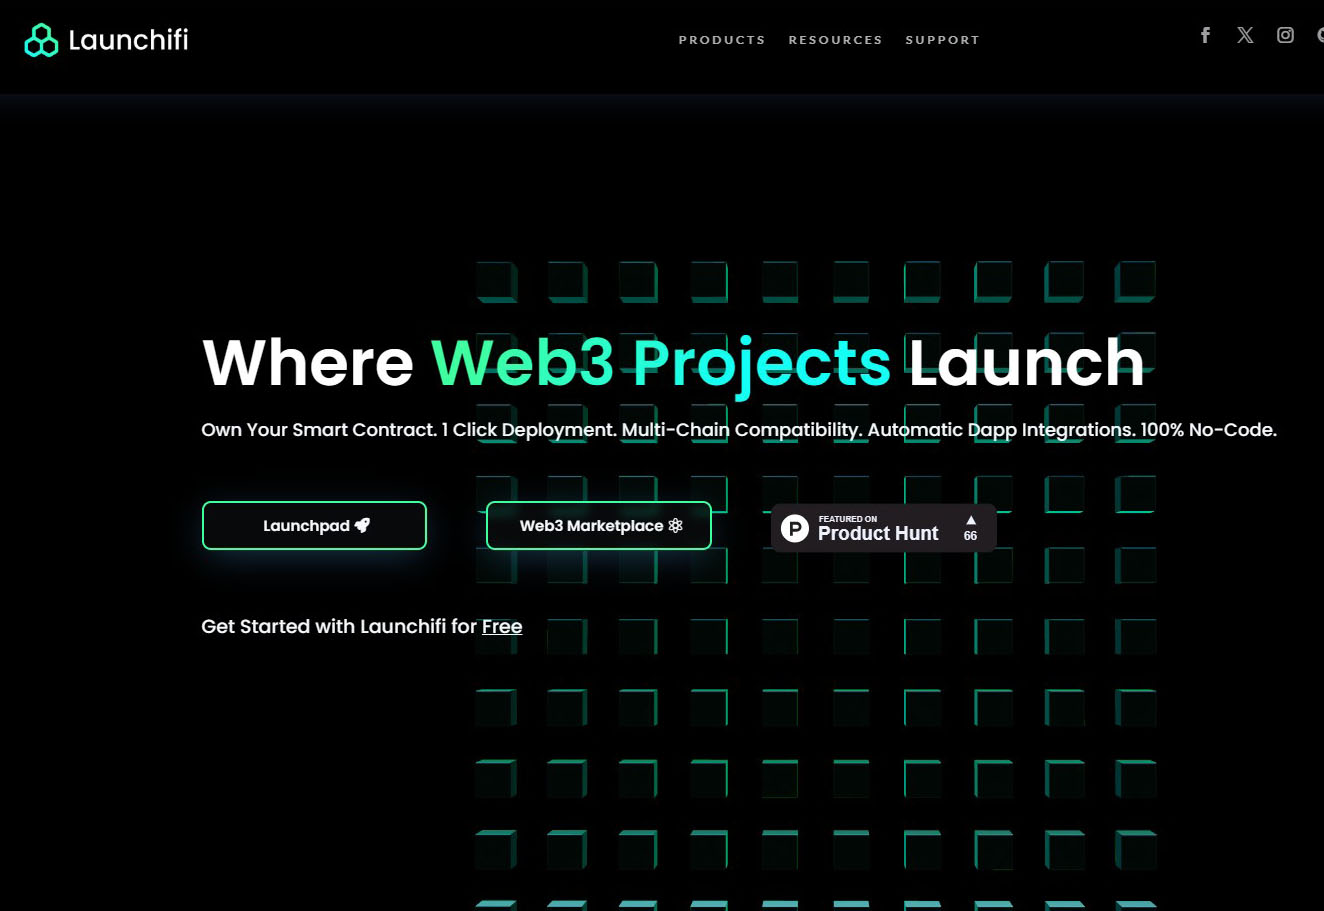 Launchifi
PRODUCTS RESOURCES SUPPORT
Where Web3 Projects Launch
Own Your Smart Contract. 1 Click Deployment. Multi-Chain Compatibility. Automatic Dapp Integrations. 100% No-Code.
Launchpad
Web3 Marketplace
FEATURED ON
Product Hunt
66
Get Started with Launchifi for Free